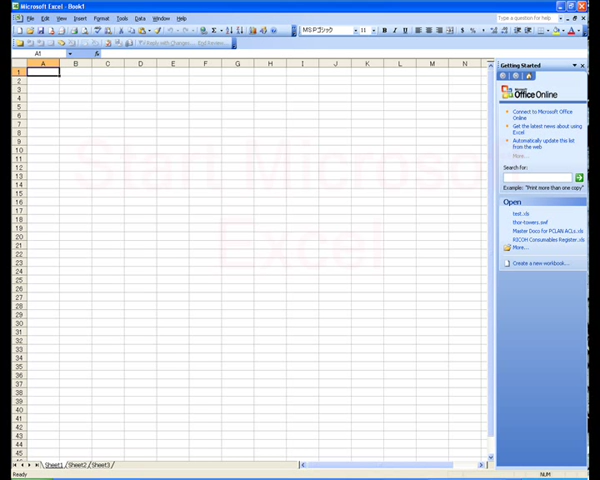 Microsoft Excel - Book1
File Edit View Insert Format Tools Data Window Help
Type a question for help
MS Pゴシック 11 B I U
Reply with Changes... End Review...
A1 fx
A B C D E F G H I J K L M N
1
2
3
4
5
6
7
8
9
10
11
12
13
14
15
16
17
18
19
20
21
22
23
24
25
26
27
28
29
30
31
32
33
34
35
36
37
38
39
40
41
42
43
44
45
Start Microsoft
Excel
Getting Started
Microsoft
Office Online
Connect to Microsoft Office
Online
Get the latest news about using
Excel
Automatically update this list
from the web
More...
Search for:
Example: "Print more than one copy"
Open
test.xls
thor-towers.swf
Master Docs for PCLAN ACLs.xls
RICOH Consumables Register.xls
More...
Create a new workbook...
Sheet1 Sheet2 Sheet3
Ready
NUM